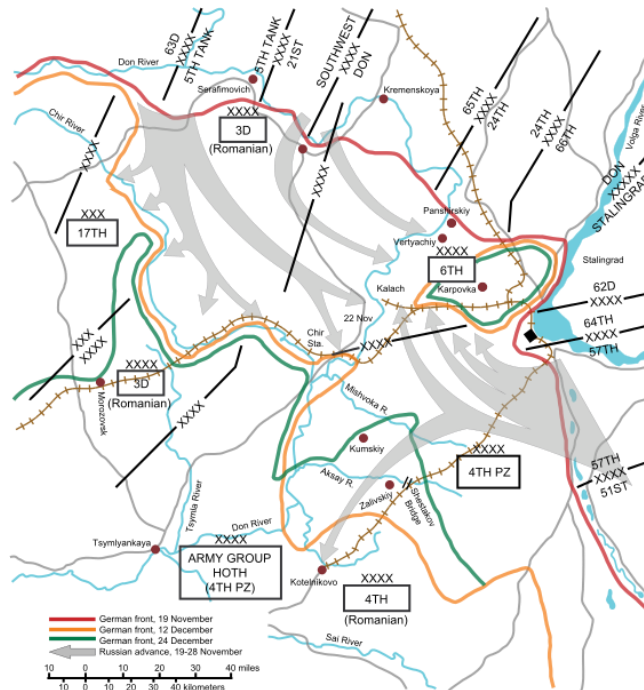 63D
XXXX
5TH TANK
5TH TANK
XXXX
21ST
SOUTHWEST
XXXX
DON
Don River
Serafimovich
Kremenskoya
65TH
XXXX
24TH
24TH
XXXX
66TH
Volga River
XXXX
3D
(Romanian)
Chir River
XXXX
XXXX
DON
XXXXX
STALINGRAD
XXX
17TH
Panshirskiy
Vertyachiy
XXXX
6TH
Karpovka
Kalach
Stalingrad
62D
XXXX
64TH
XXXX
57TH
22 Nov
Chir
Sta.
XXXX
XXX
XXXX
XXXX
3D
(Romanian)
Morozovsk
XXXX
Mishvoka R.
Kumskiy
Aksay R.
Zalivskiy
Shestakov
Bridge
XXXX
4TH PZ
57TH
XXXX
51ST
Tsymla River
Don River
Tsymlyankaya
XXXX
ARMY GROUP
HOTH
(4TH PZ)
Kotelnikovo
XXXX
4TH
(Romanian)
Sai River
German front, 19 November
German front, 12 December
German front, 24 December
Russian advance, 19-28 November
10 0 10 20 30 40 miles
10 0 10 20 30 40 kilometers